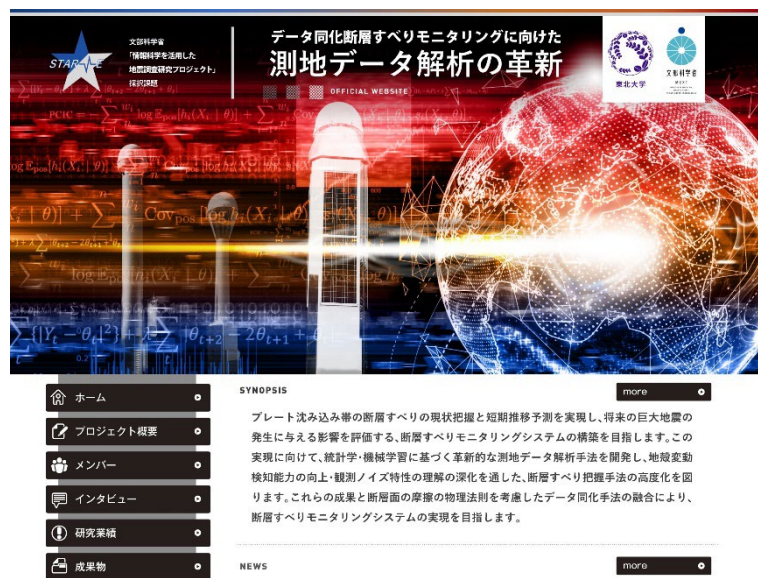 STAR-E
文部科学省
「情報科学を活用した
地震調査研究プロジェクト」
採択課題
データ同化断層すべりモニタリングに向けた
測地データ解析の革新
OFFICIAL WEBSITE
東北大学
文部科学省
ホーム
プロジェクト概要
メンバー
インタビュー
研究業績
成果物
SYNOPSIS
more
プレート沈み込み帯の断層すべりの現状把握と短期推移予測を実現し、将来の巨大地震の
発生に与える影響を評価する、断層すべりモニタリングシステムの構築を目指します。この
実現に向けて、統計学・機械学習に基づく革新的な測地データ解析手法を開発し、地殻変動
検知能力の向上・観測ノイズ特性の理解の深化を通した、断層すべり把握手法の高度化を図
ります。これらの成果と断層面の摩擦の物理法則を考慮したデータ同化手法の融合により、
断層すべりモニタリングシステムの実現を目指します。
NEWS
more